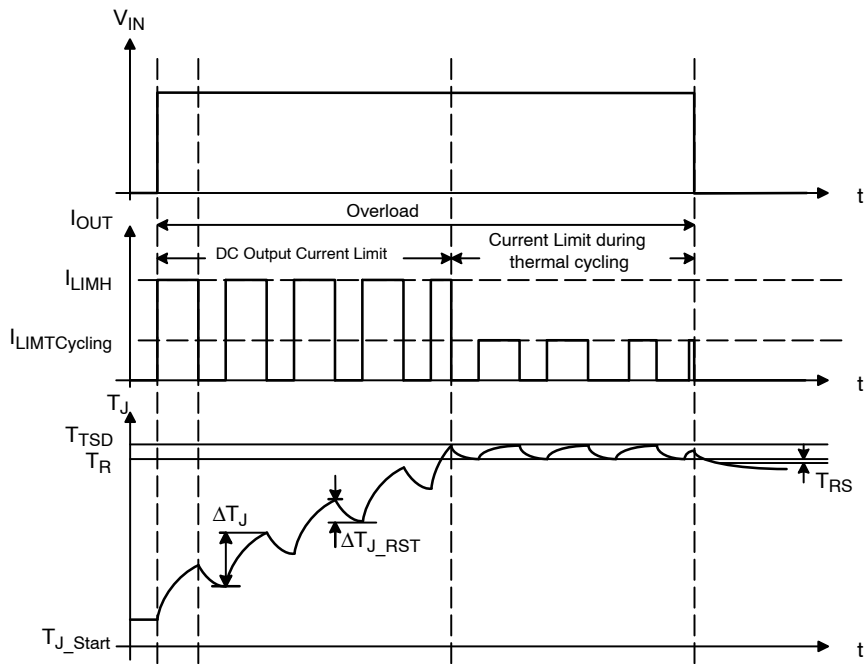 V_IN
t
I_OUT
Overload
DC Output Current Limit
Current Limit during
thermal cycling
I_LIMH
I_LIMTCycling
t
T_J
T_TSD
T_R
T_RS
ΔT_J
ΔT_J_RST
T_J_Start
t